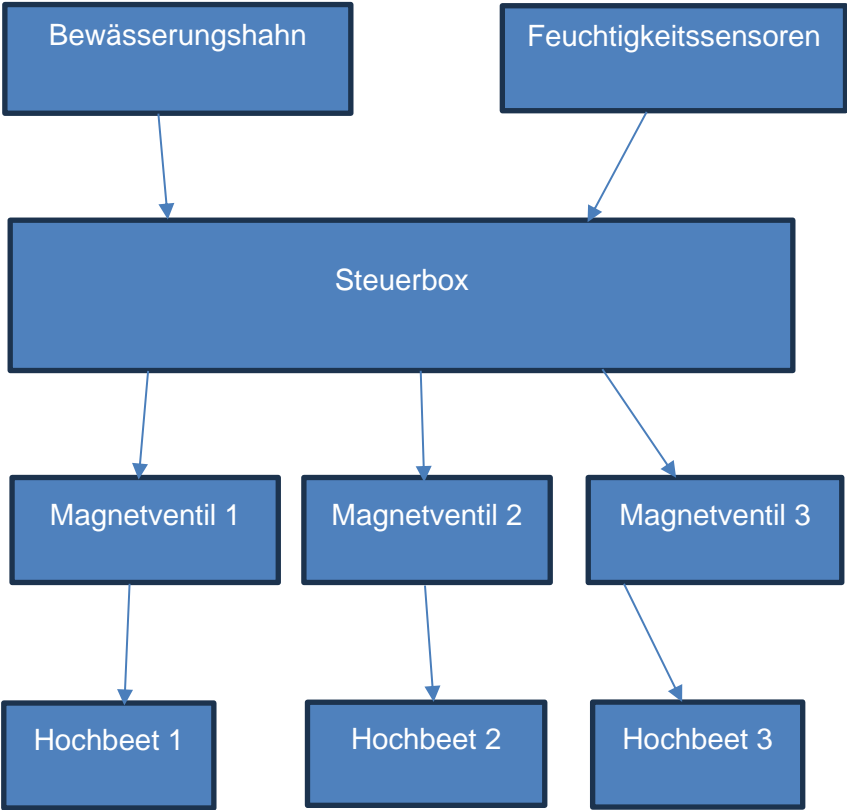 Bewässerungshahn
Feuchtigkeitssensoren
Steuerbox
Magnetventil 1
Magnetventil 2
Magnetventil 3
Hochbeet 1
Hochbeet 2
Hochbeet 3